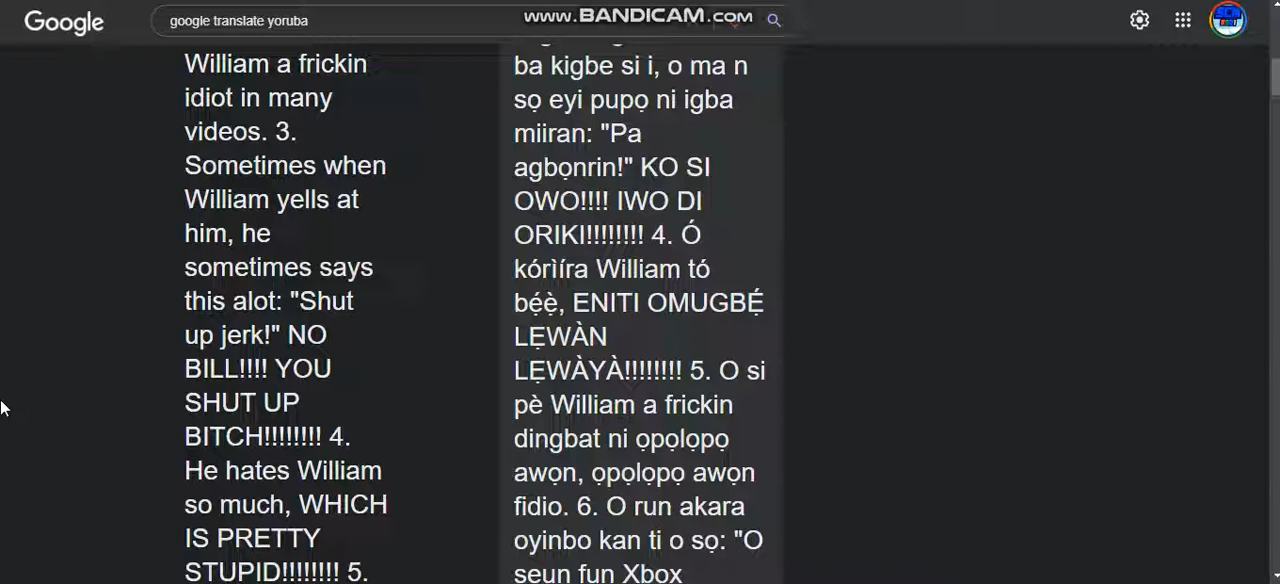 Google
google translate yoruba
www.BANDICAM.com
William a frickin
idiot in many
videos. 3.
Sometimes when
William yells at
him, he
sometimes says
this alot: "Shut
up jerk!" NO
BILL!!!! YOU
SHUT UP
BITCH!!!!!!!! 4.
He hates William
so much, WHICH
IS PRETTY
STUPID!!!!!!!! 5.
ba kigbe si i, o ma n
sọ eyi pupọ ni igba
miiran: "Pa
agbọnrin!" KO SI
OWO!!!! IWO DI
ORIKI!!!!!!!! 4. Ó
kórìíra William tó
bẹ́ẹ̀, ENITI OMUGBẸ́
LẸWÀN
LẸWÀYÀ!!!!!!!! 5. O si
pè William a frickin
dingbat ni ọpọlọpọ
awọn, ọpọlọpọ awọn
fidio. 6. O run akara
oyinbo kan ti o sọ: "O
seun fun Xbox